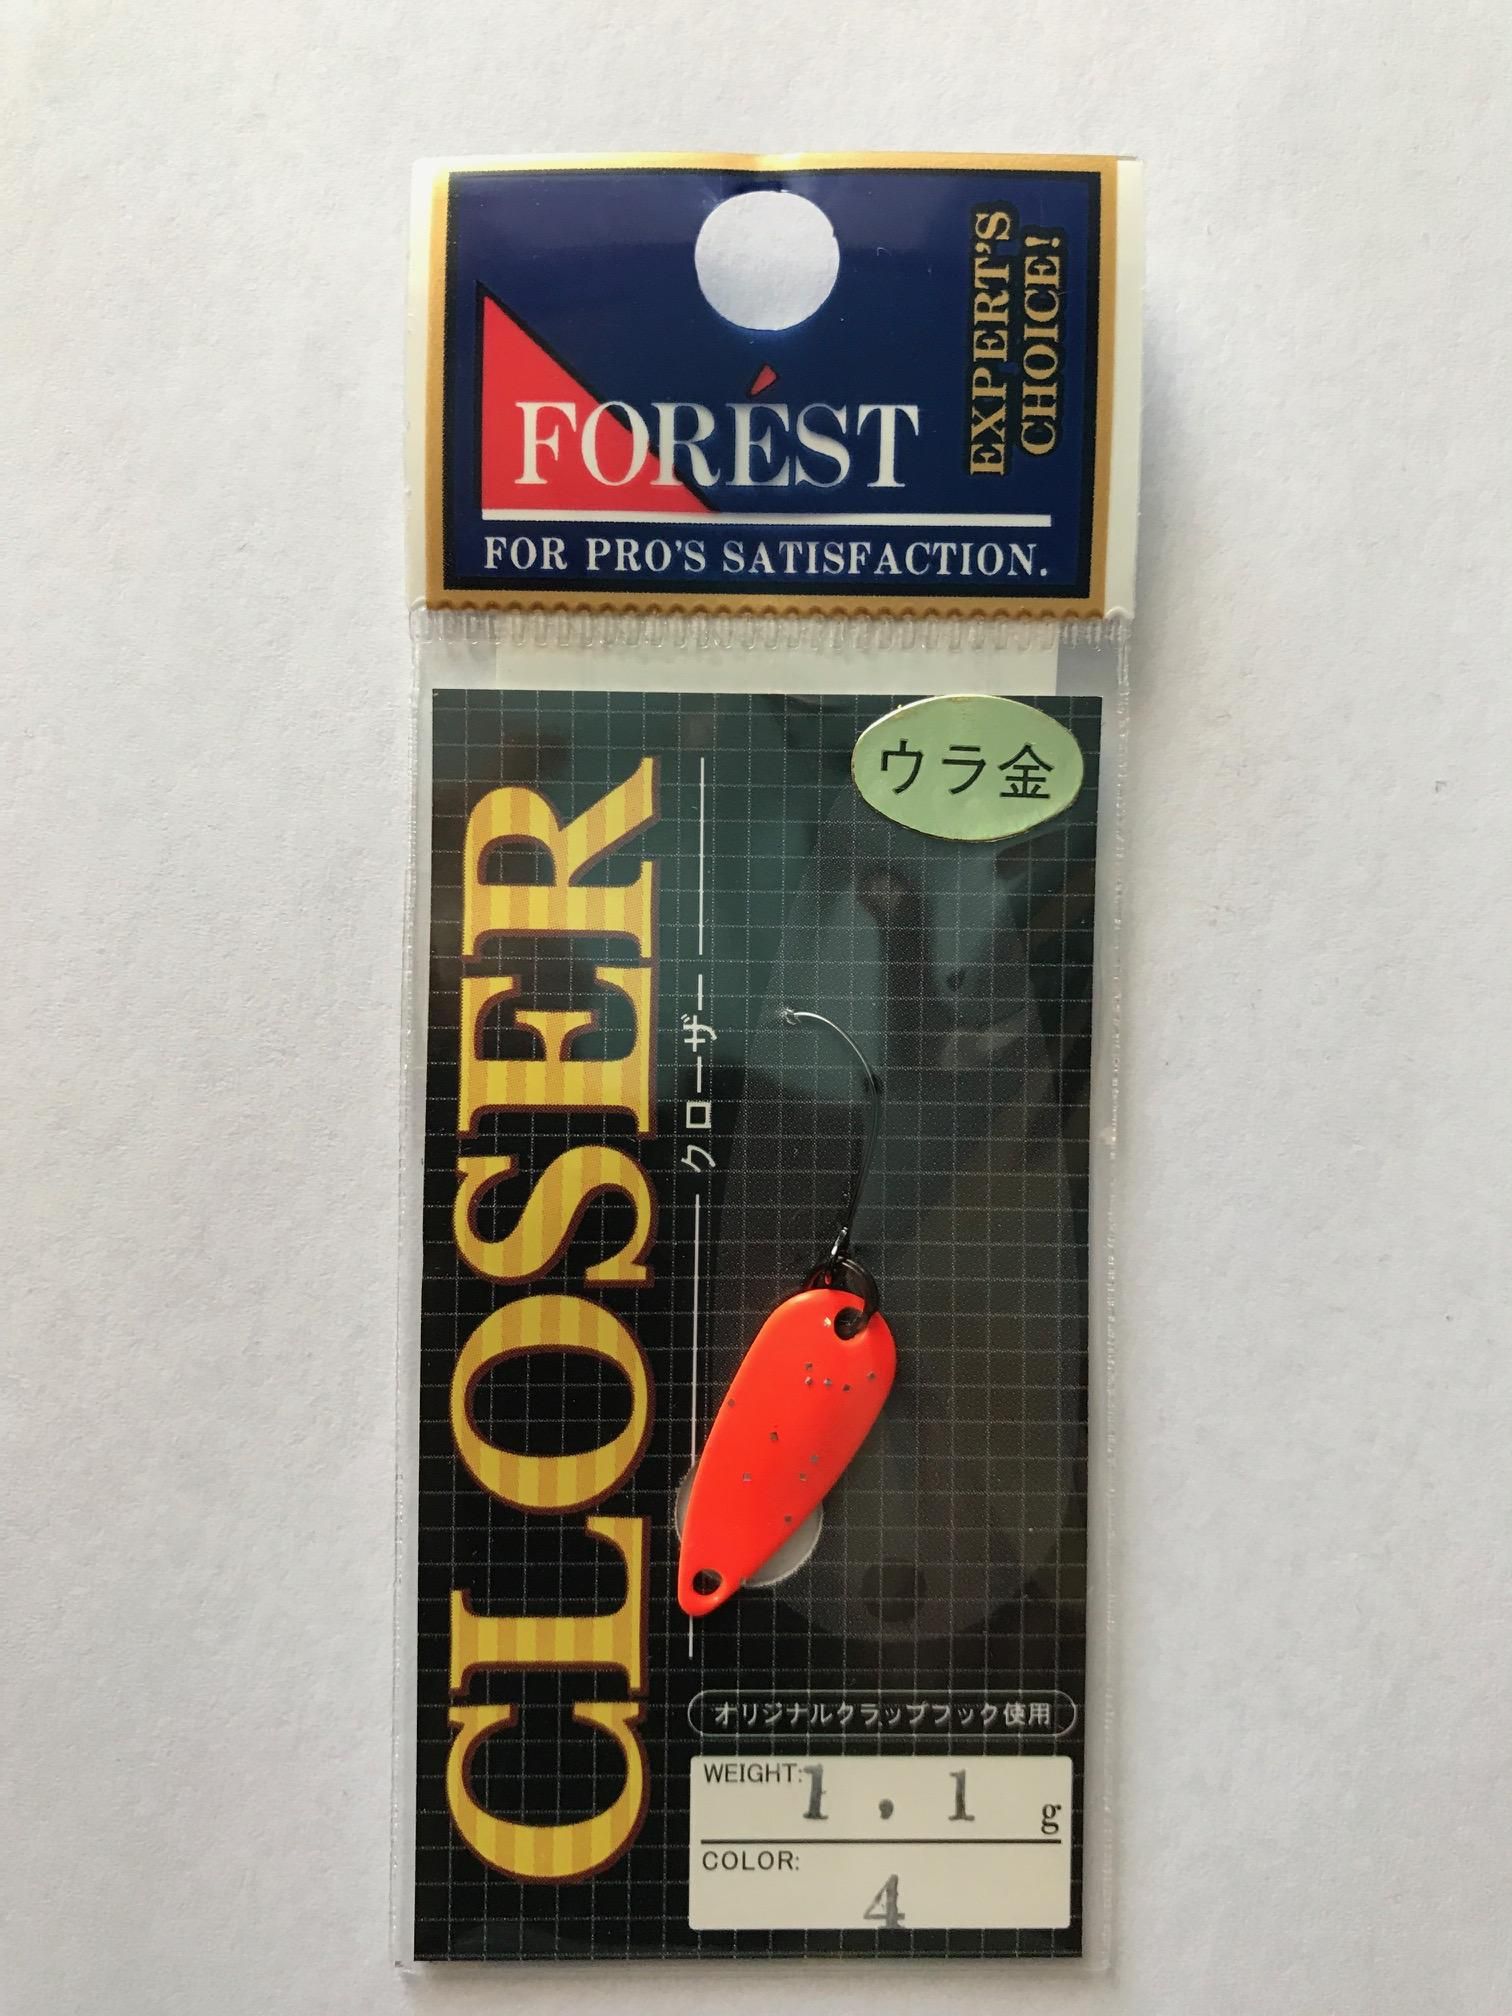 EXPERT'S
CHOICE!
FORÉST
FOR PRO'S SATISFACTION.
ウラ金
CLOSER
クローザー
オリジナルクラップフック使用
WEIGHT: 1.1 g
COLOR: 4